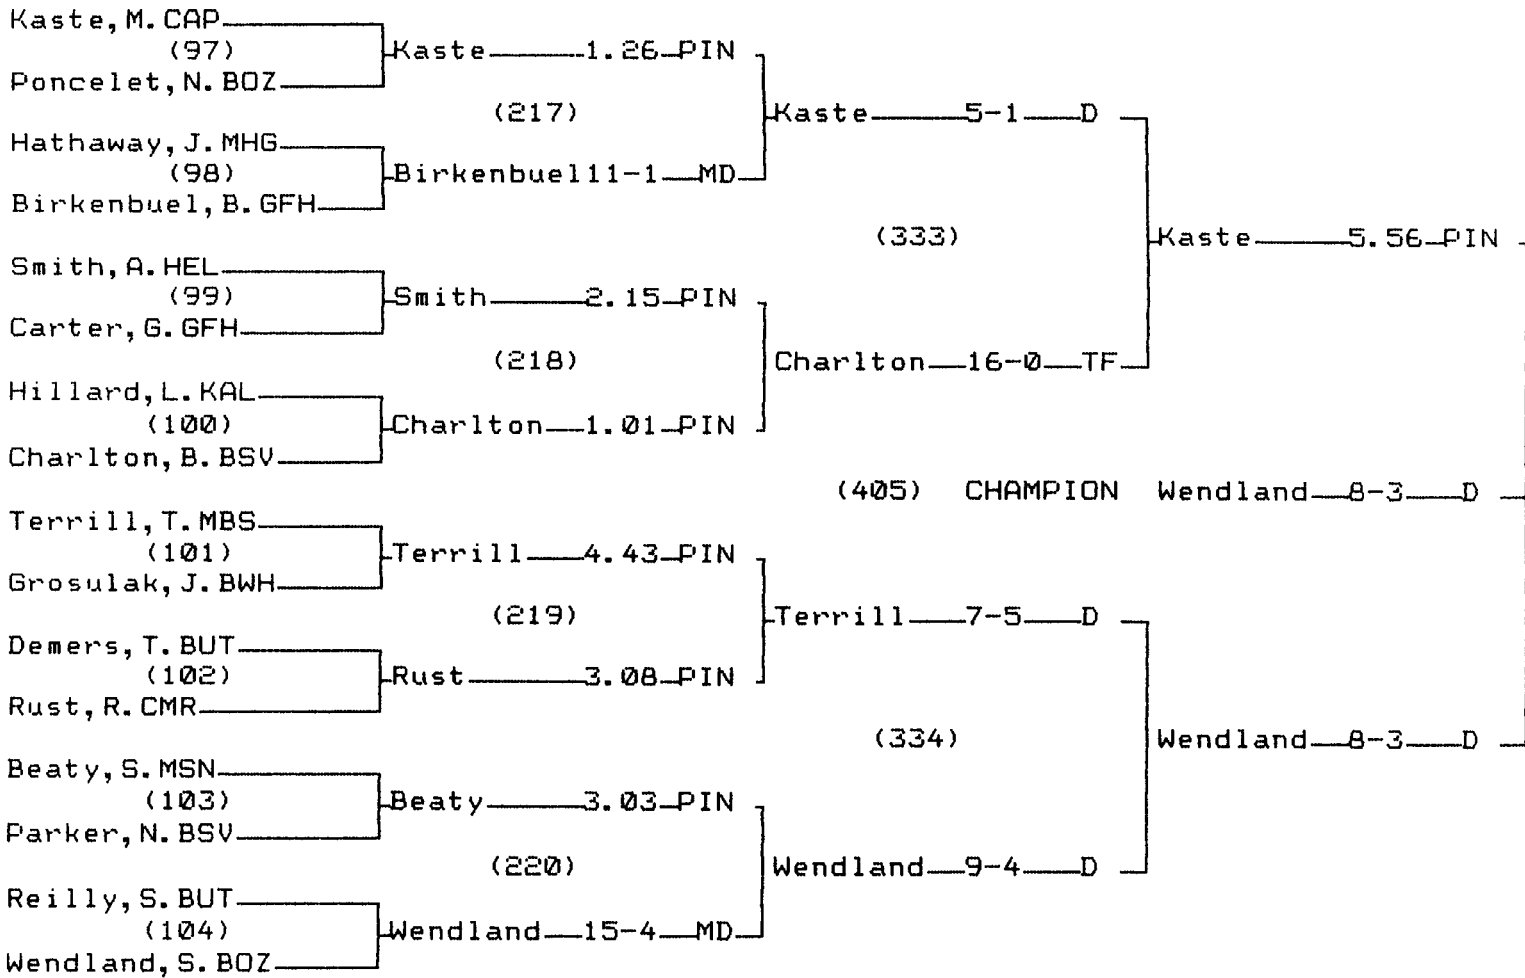 Kaste, M. CAP
(97) Kaste 1.26 PIN
Poncelet, N. BOZ
(217) Kaste 5-1 D
Hathaway, J. MHG
(98) Birkenbuel 11-1 MD
Birkenbuel, B. GFH
(333) Kaste 5.56 PIN
Smith, A. HEL
(99) Smith 2.15 PIN
Carter, G. GFH
(218) Charlton 16-0 TF
Hillard, L. KAL
(100) Charlton 1.01 PIN
Charlton, B. BSV
(405) CHAMPION Wendland 8-3 D
Terrill, T. MBS
(101) Terrill 4.43 PIN
Grosulak, J. BWH
(219) Terrill 7-5 D
Demers, T. BUT
(102) Rust 3.08 PIN
Rust, R. CMR
(334) Wendland 8-3 D
Beaty, S. MSN
(103) Beaty 3.03 PIN
Parker, N. BSV
(220) Wendland 9-4 D
Reilly, S. BUT
(104) Wendland 15-4 MD
Wendland, S. BOZ